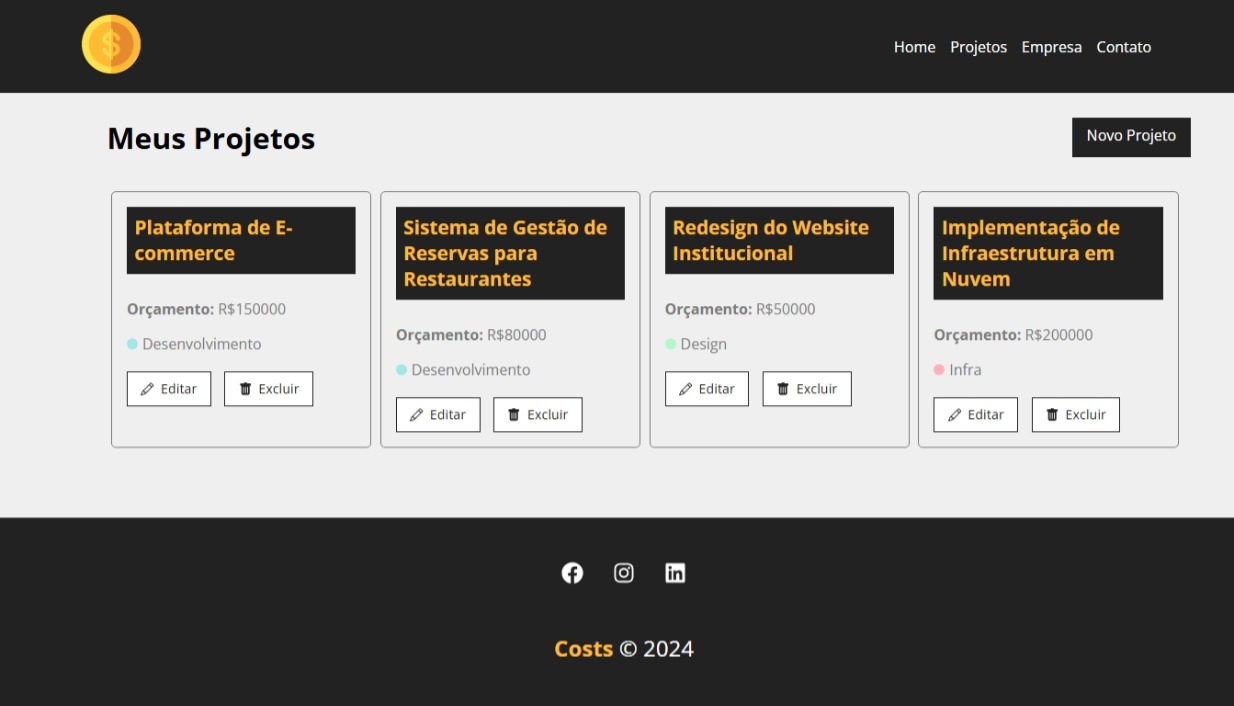 $
Home Projetos Empresa Contato
Meus Projetos
Novo Projeto
Plataforma de E-
commerce
Orçamento: R$150000
Desenvolvimento
Editar Excluir
Sistema de Gestão de
Reservas para
Restaurantes
Orçamento: R$80000
Desenvolvimento
Editar Excluir
Redesign do Website
Institucional
Orçamento: R$50000
Design
Editar Excluir
Implementação de
Infraestrutura em
Nuvem
Orçamento: R$200000
Infra
Editar Excluir
Costs © 2024